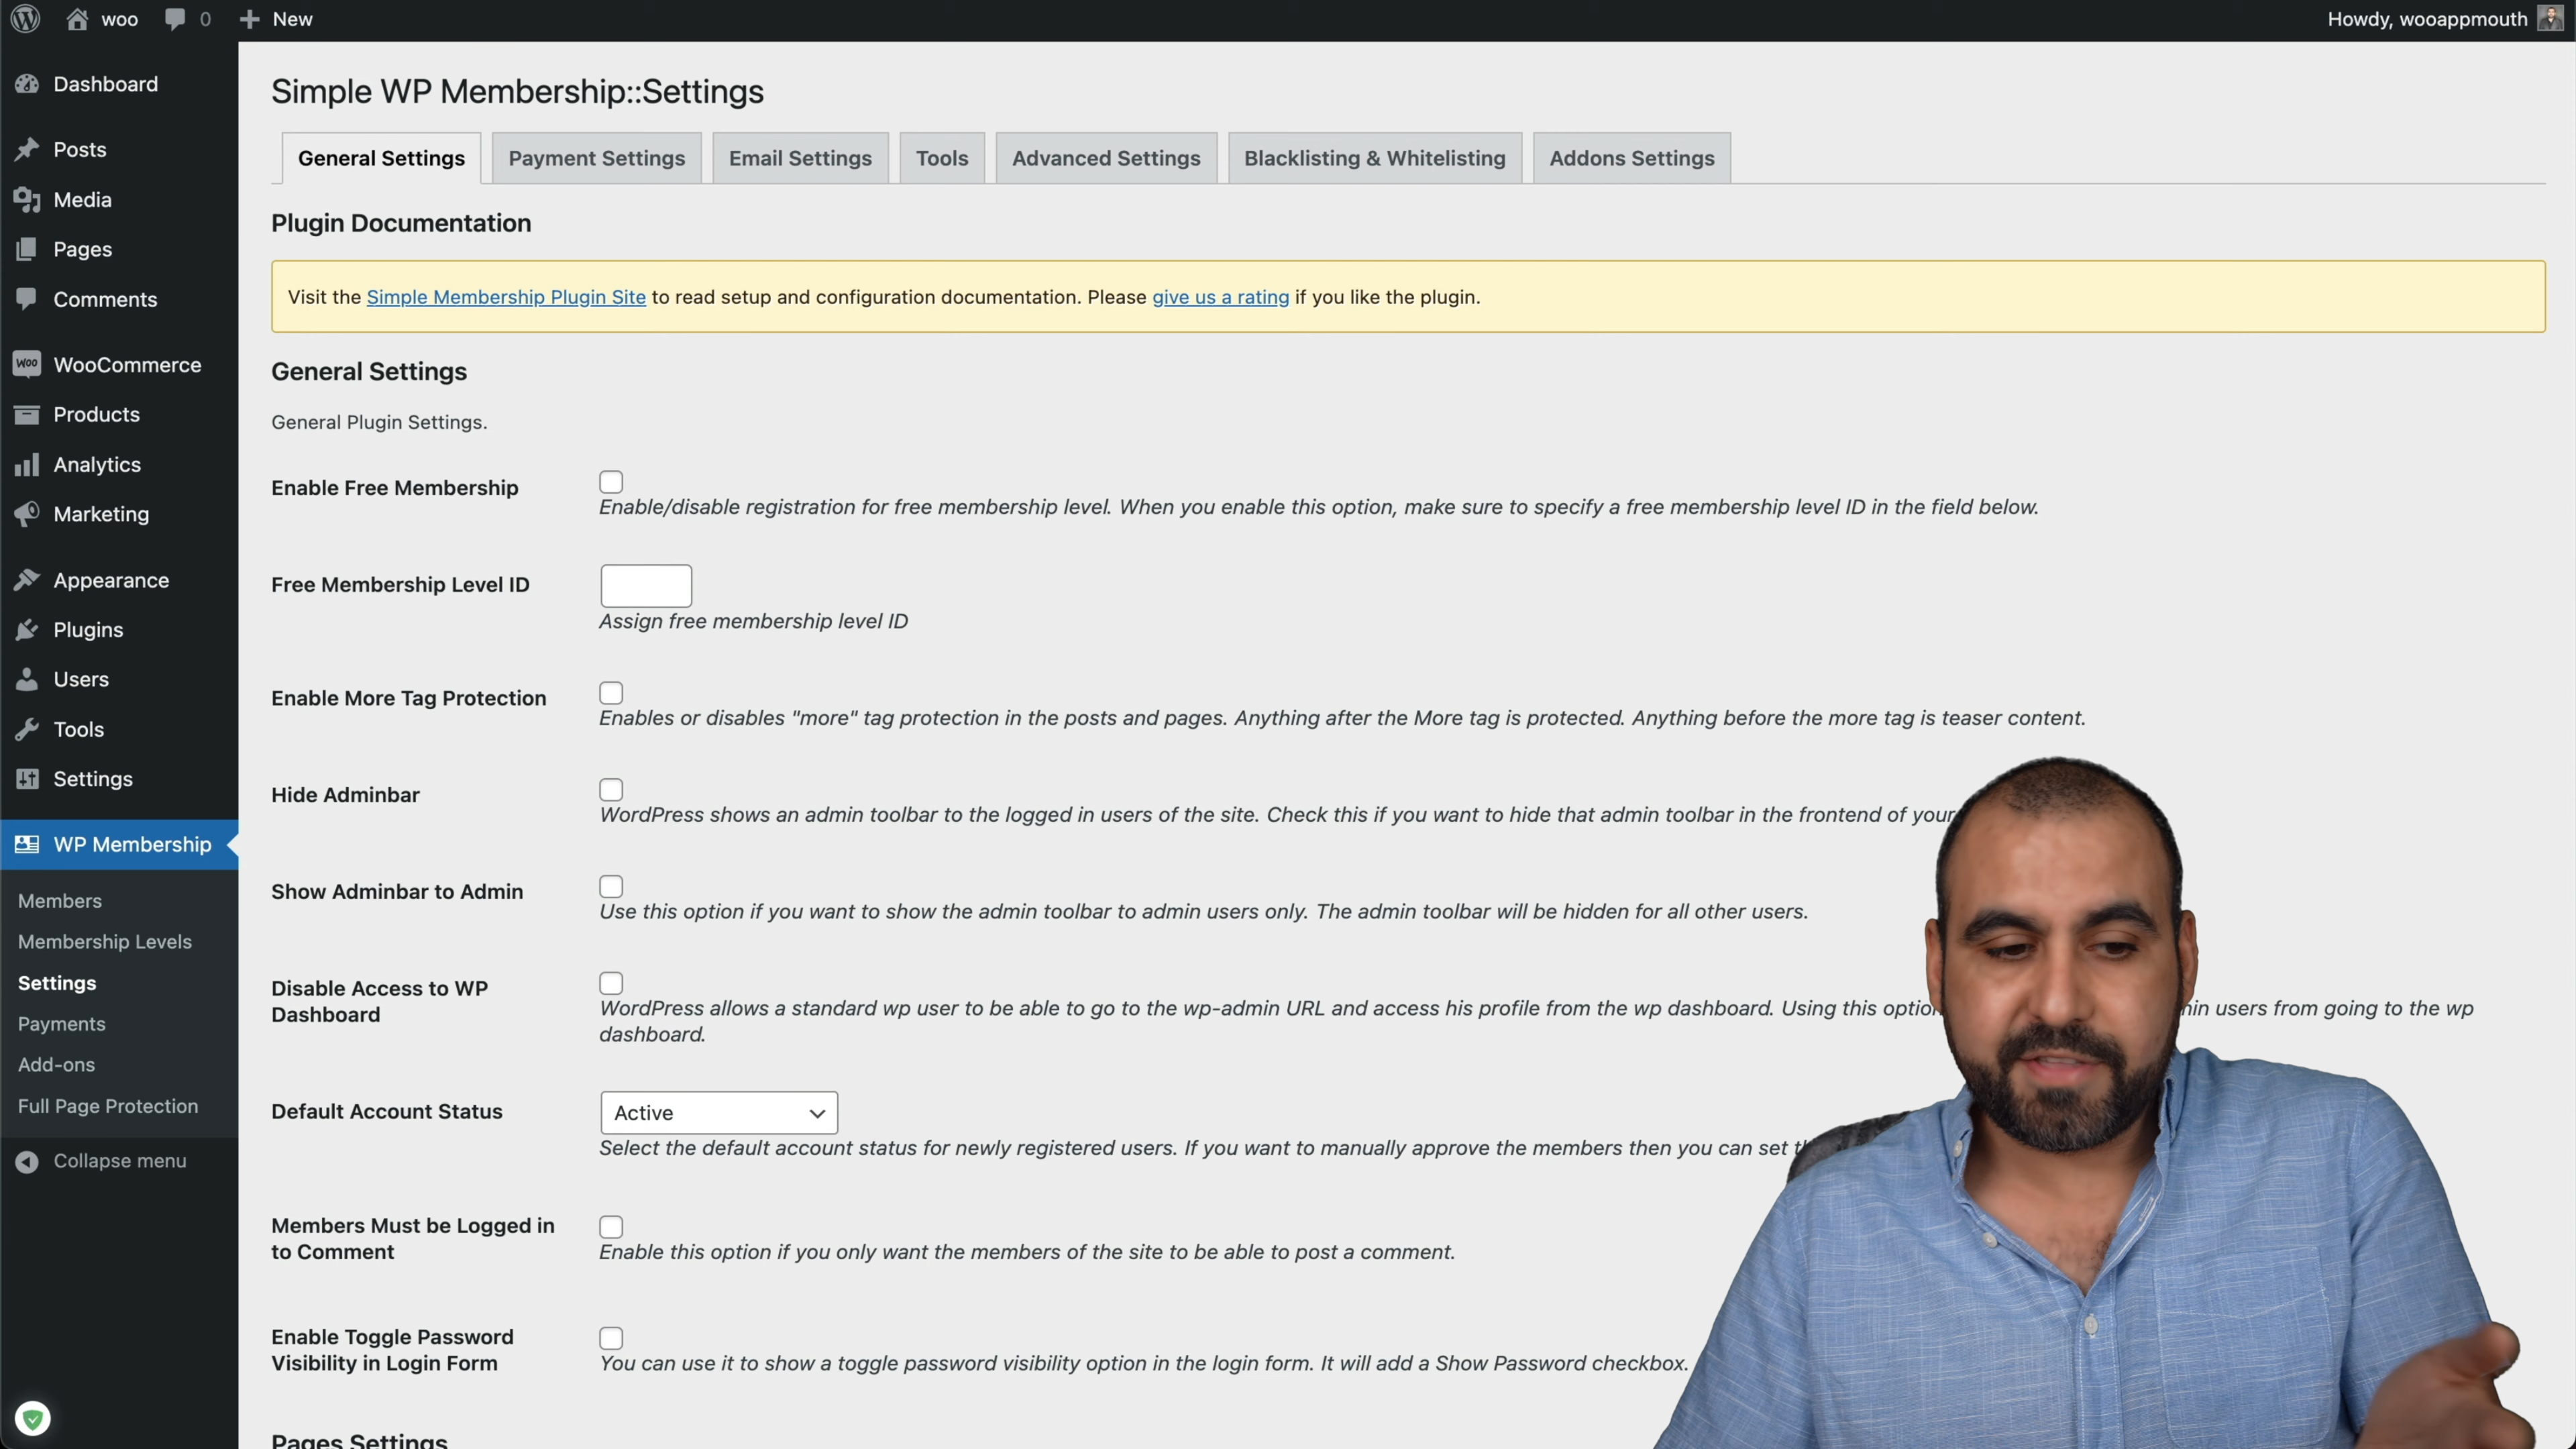 woo
0
New
Howdy, wooappmouth
Dashboard
Posts
Media
Pages
Comments
WOO
WooCommerce
Products
Analytics
Marketing
Appearance
Plugins
Users
Tools
Settings
WP Membership
Members
Membership Levels
Settings
Payments
Add-ons
Full Page Protection
Collapse menu
Simple WP Membership::Settings
General Settings
Payment Settings
Email Settings
Tools
Advanced Settings
Blacklisting & Whitelisting
Addons Settings
Plugin Documentation
Visit the Simple Membership Plugin Site to read setup and configuration documentation. Please give us a rating if you like the plugin.
General Settings
General Plugin Settings.
Enable Free Membership
Enable/disable registration for free membership level. When you enable this option, make sure to specify a free membership level ID in the field below.
Free Membership Level ID
Assign free membership level ID
Enable More Tag Protection
Enables or disables "more" tag protection in the posts and pages. Anything after the More tag is protected. Anything before the more tag is teaser content.
Hide Adminbar
WordPress shows an admin toolbar to the logged in users of the site. Check this if you want to hide that admin toolbar in the frontend of your
Show Adminbar to Admin
Use this option if you want to show the admin toolbar to admin users only. The admin toolbar will be hidden for all other users.
Disable Access to WP
Dashboard
WordPress allows a standard wp user to be able to go to the wp-admin URL and access his profile from the wp dashboard. Using this users from going to the wp
dashboard.
Default Account Status
Active
Select the default account status for newly registered users. If you want to manually approve the members then you can set
Members Must be Logged in
to Comment
Enable this option if you only want the members of the site to be able to post a comment.
Enable Toggle Password
Visibility in Login Form
You can use it to show a toggle password visibility option in the login form. It will add a Show Password checkbox.
Pages Settings